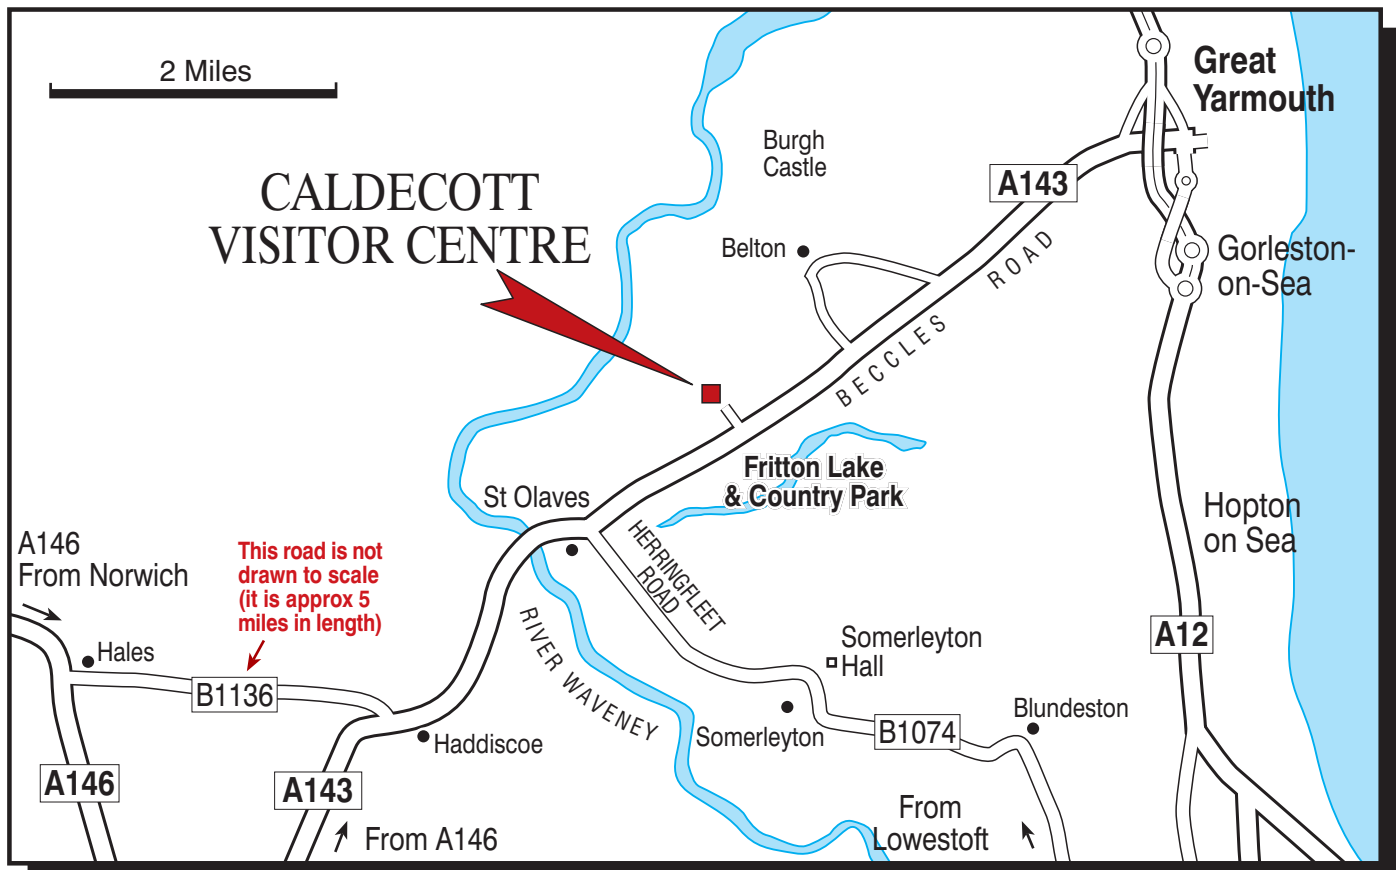 2 Miles
Great
Yarmouth
Burgh
Castle
A143
CALDECOTT
VISITOR CENTRE
Belton
BECCLES ROAD
Gorleston-
on-Sea
Fritton Lake
& Country Park
St Olaves
Hopton
on Sea
A146
From Norwich
This road is not
drawn to scale
(it is approx 5
miles in length)
HERRINGFLEET
ROAD
RIVER WAVENEY
Hales
B1136
Somerleyton
Hall
A12
Haddiscoe
Somerleyton
B1074
Blundeston
A146
A143
From A146
From
Lowestoft